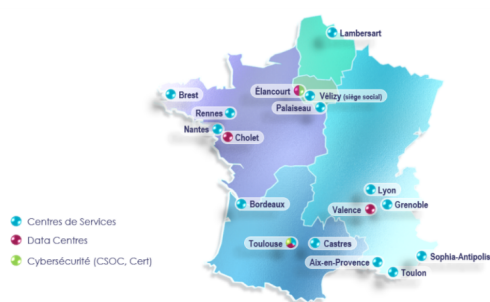 Lambersart
Brest
Élancourt
Vélizy (siège social)
Palaiseau
Rennes
Nantes
Cholet
Lyon
Bordeaux
Valence
Grenoble
Centres de Services
Data Centres
Toulouse
Castres
Cybersécurité (CSOC, Cert)
Aix-en-Provence
Sophia-Antipolis
Toulon